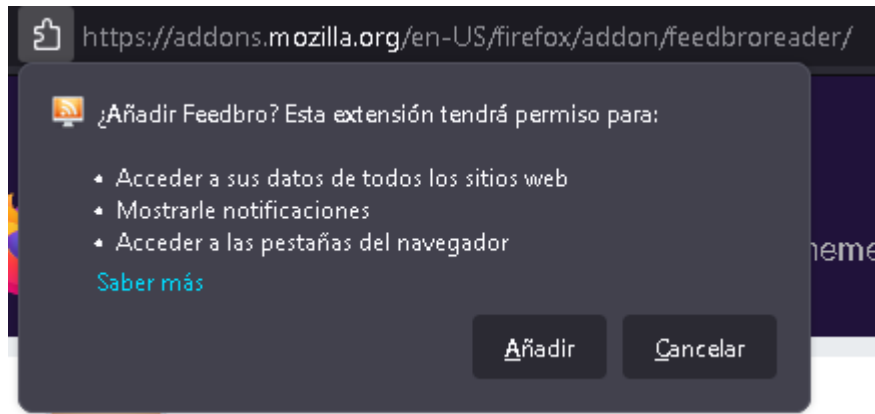 https://addons.mozilla.org/en-US/firefox/addon/feedbroreader/
¿Añadir Feedbro? Esta extensión tendrá permiso para:
• Acceder a sus datos de todos los sitios web
• Mostrarle notificaciones
• Acceder a las pestañas del navegador
Saber más
Añadir
Cancelar